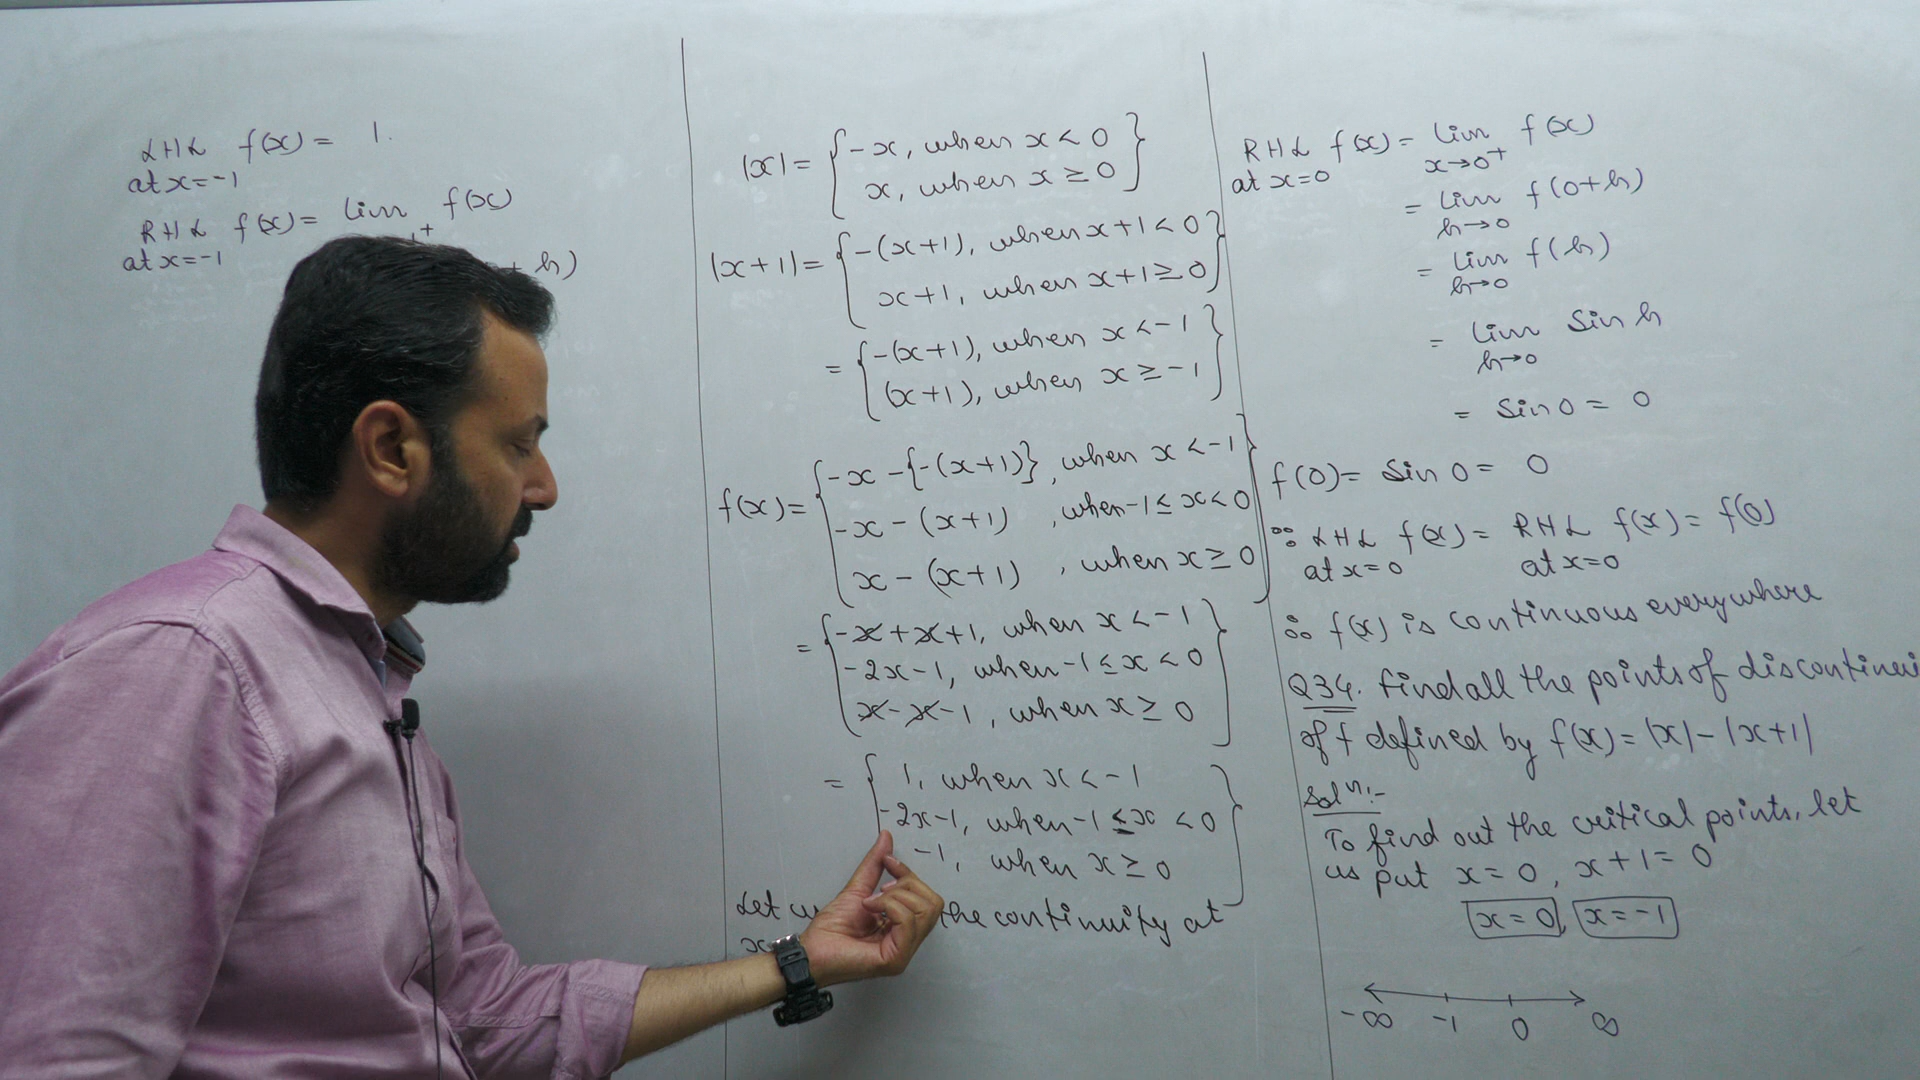 LHL f(x) = 1.
at x=-1
RHL f(x) = lim f(x)
at x=-1
+ h)
|x| = { -x, when x < 0
x, when x ≥ 0 }
|x+1| = { -(x+1), when x+1 < 0
x+1, when x+1 ≥ 0 }
= { -(x+1), when x < -1
(x+1), when x ≥ -1 }
f(x) = { -x -{-(x+1)}, when x < -1
-x - (x+1) , when -1 ≤ x < 0
x - (x+1) , when x ≥ 0 }
= { -x + x + 1, when x < -1
-2x-1, when -1 ≤ x < 0
x - x - 1, when x ≥ 0 }
= { 1, when x < -1
-2x-1, when -1 ≤ x < 0
-1, when x ≥ 0 }
Let the continuity at
RHL f(x) = lim f(x)
at x=0 x→0+
= lim f(0+h)
h→0
= lim f(h)
h→0
= lim Sin h
h→0
= Sin 0 = 0
f(0) = Sin 0 = 0
∵ LHL f(x) = RHL f(x) = f(0)
at x=0 at x=0
∴ f(x) is continuous everywhere
Q34. Find all the points of discontinui
of f defined by f(x) = |x| - |x+1|
Solⁿ:-
To find out the critical points, let
us put x = 0, x+1 = 0
x = 0, x = -1
-∞ -1 0 ∞